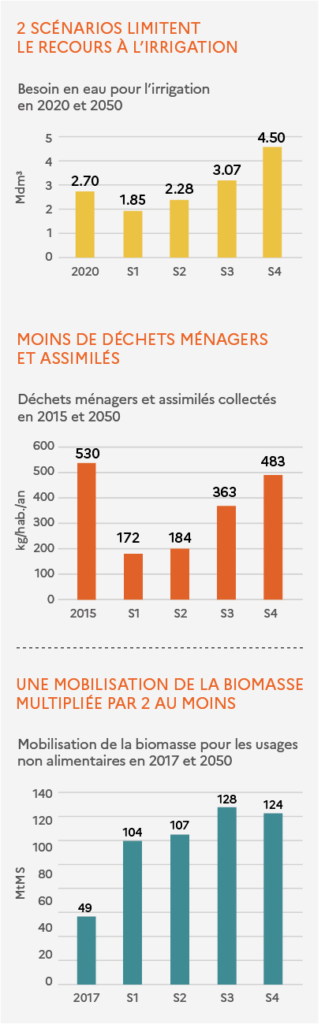 2 SCÉNARIOS LIMITENT
LE RECOURS À L'IRRIGATION
Besoin en eau pour l'irrigation
en 2020 et 2050
Mdm³
5
4
3
2
1
0
2.70
1.85
2.28
3.07
4.50
2020 S1 S2 S3 S4
MOINS DE DÉCHETS MÉNAGERS
ET ASSIMILÉS
Déchets ménagers et assimilés collectés
en 2015 et 2050
kg/hab./an
600
500
400
300
200
100
0
530
172
184
363
483
2015 S1 S2 S3 S4
UNE MOBILISATION DE LA BIOMASSE
MULTIPLIÉE PAR 2 AU MOINS
Mobilisation de la biomasse pour les usages
non alimentaires en 2017 et 2050
MtMS
140
120
100
80
60
40
20
0
49
104
107
128
124
2017 S1 S2 S3 S4